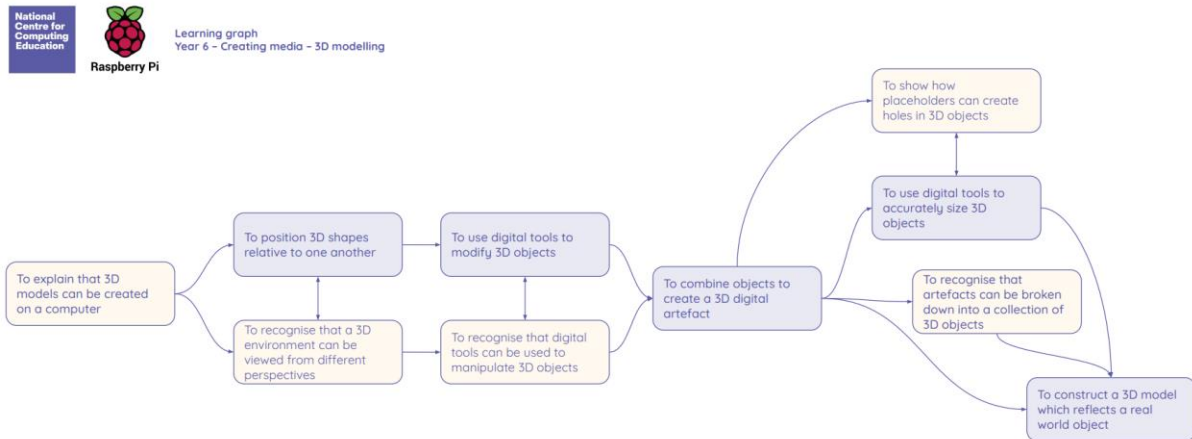 National
Centre for
Computing
Education
Raspberry Pi
Learning graph
Year 6 – Creating media – 3D modelling
To explain that 3D
models can be created
on a computer
To position 3D shapes
relative to one another
To recognise that a 3D
environment can be
viewed from different
perspectives
To use digital tools to
modify 3D objects
To recognise that digital
tools can be used to
manipulate 3D objects
To combine objects to
create a 3D digital
artefact
To show how
placeholders can create
holes in 3D objects
To use digital tools to
accurately size 3D
objects
To recognise that
artefacts can be broken
down into a collection of
3D objects
To construct a 3D model
which reflects a real
world object